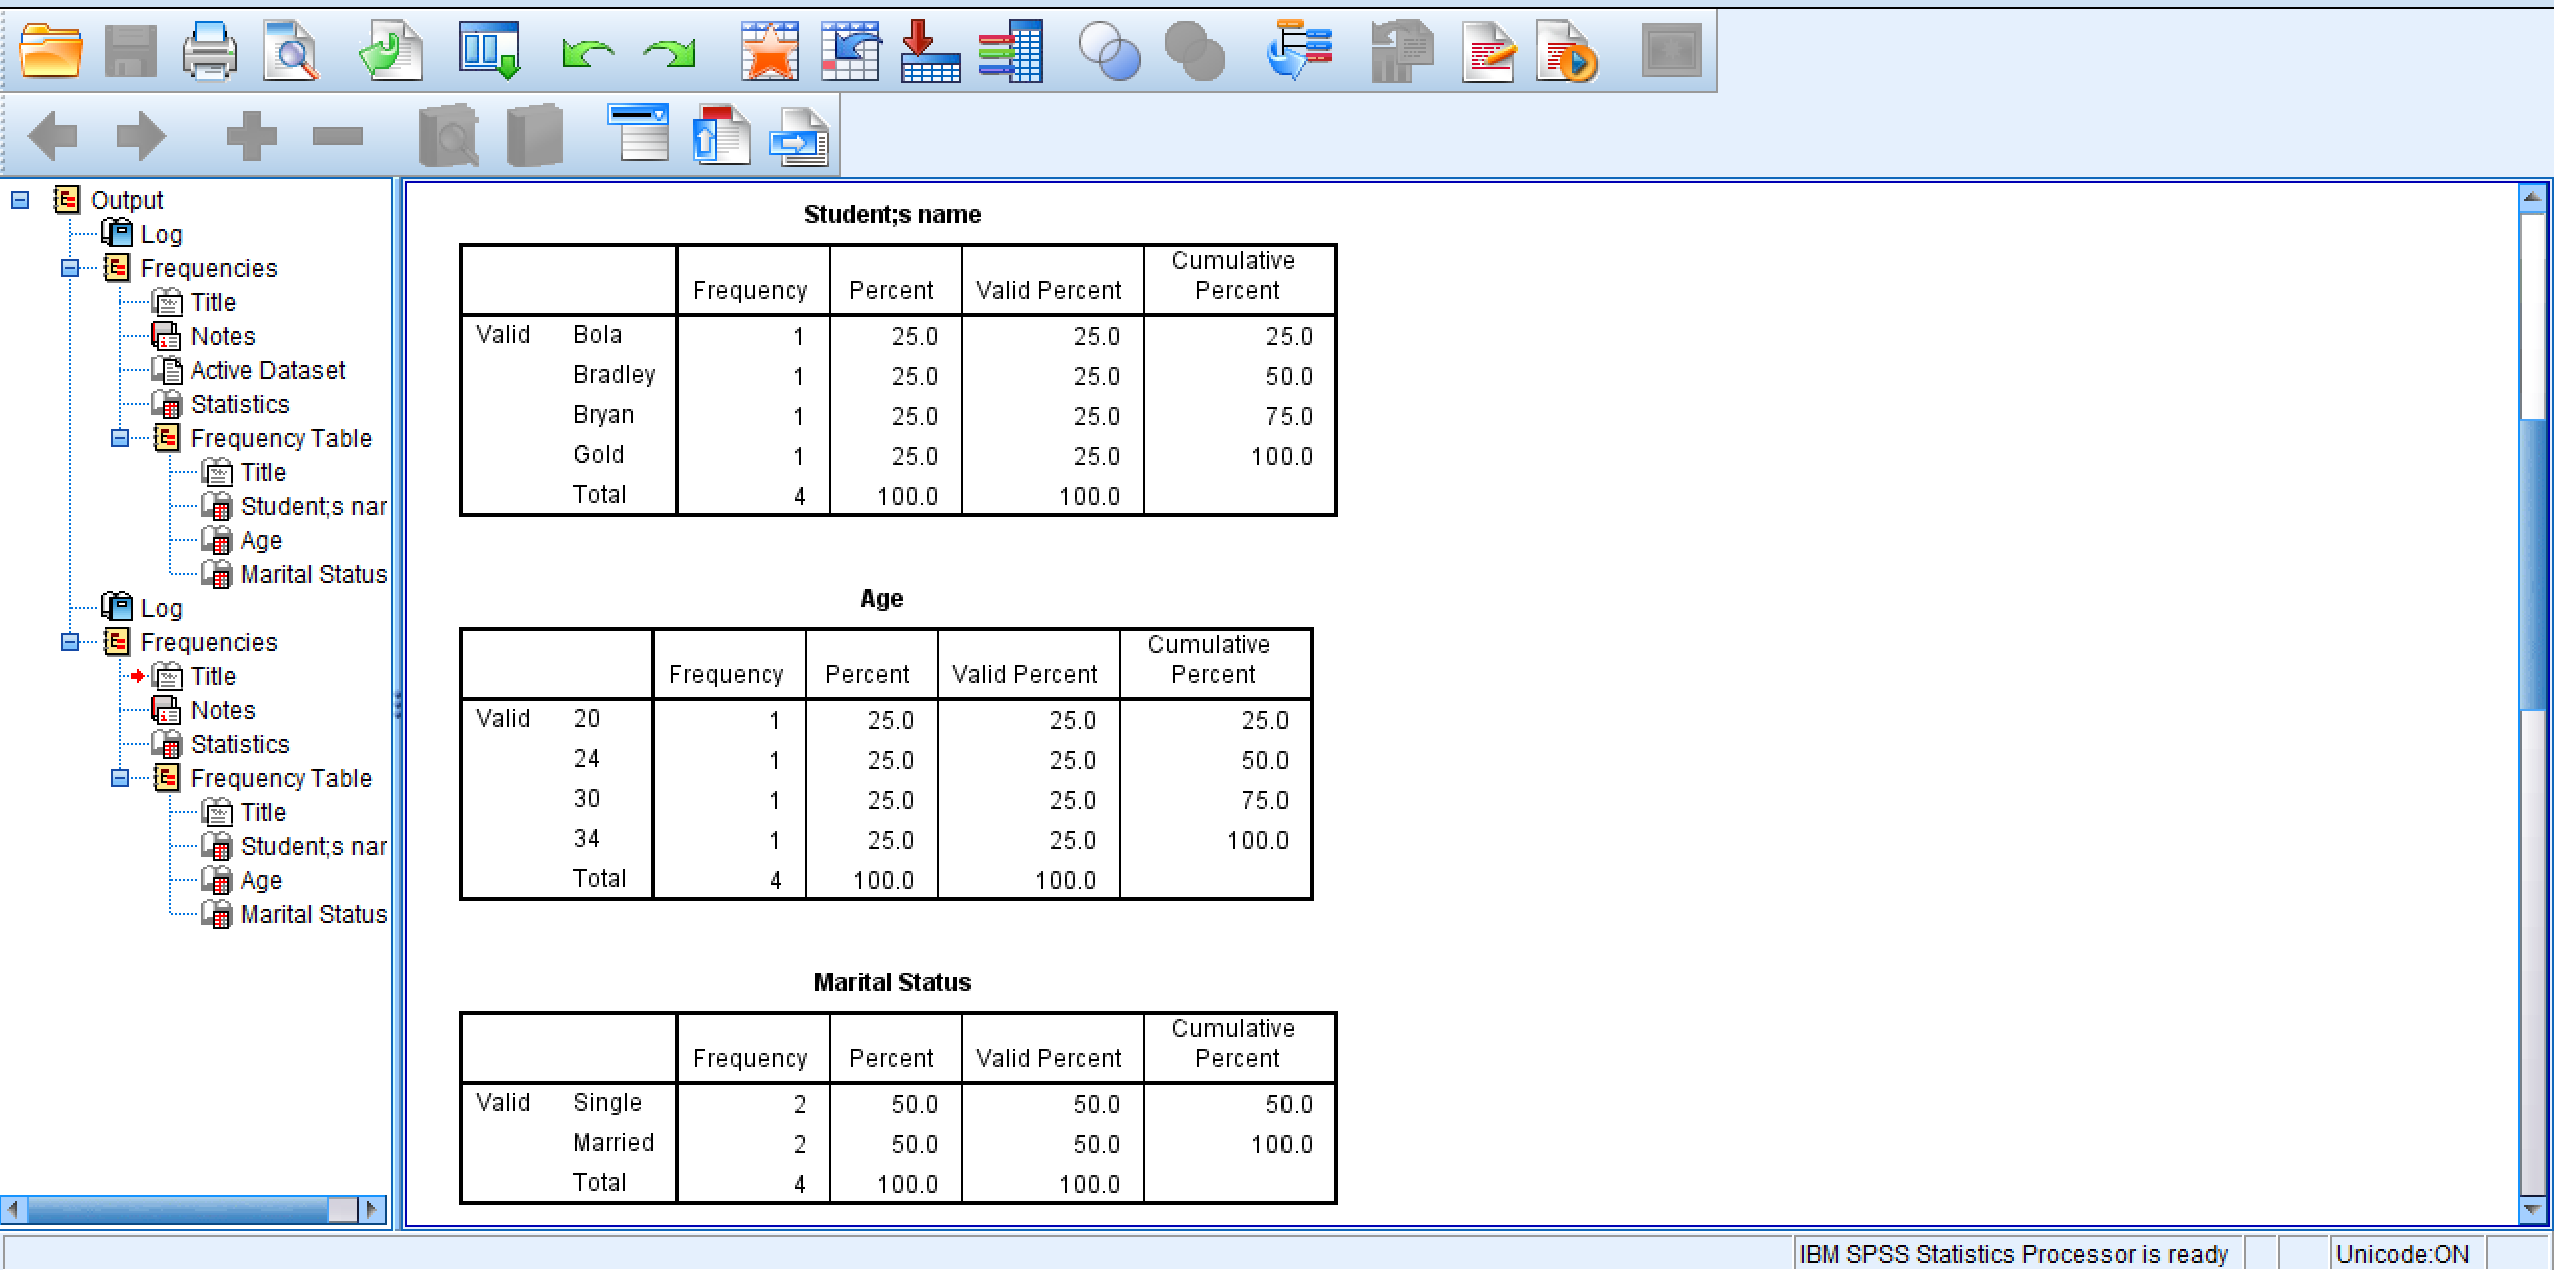 Output
Log
Frequencies
Title
Notes
Active Dataset
Statistics
Frequency Table
Title
Student;s nar
Age
Marital Status
Log
Frequencies
Title
Notes
Statistics
Frequency Table
Title
Student;s nar
Age
Marital Status
Student;s name
Frequency Percent Valid Percent Cumulative Percent
Valid Bola 1 25.0 25.0 25.0
Bradley 1 25.0 25.0 50.0
Bryan 1 25.0 25.0 75.0
Gold 1 25.0 25.0 100.0
Total 4 100.0 100.0
Age
Frequency Percent Valid Percent Cumulative Percent
Valid 20 1 25.0 25.0 25.0
24 1 25.0 25.0 50.0
30 1 25.0 25.0 75.0
34 1 25.0 25.0 100.0
Total 4 100.0 100.0
Marital Status
Frequency Percent Valid Percent Cumulative Percent
Valid Single 2 50.0 50.0 50.0
Married 2 50.0 50.0 100.0
Total 4 100.0 100.0
IBM SPSS Statistics Processor is ready Unicode:ON